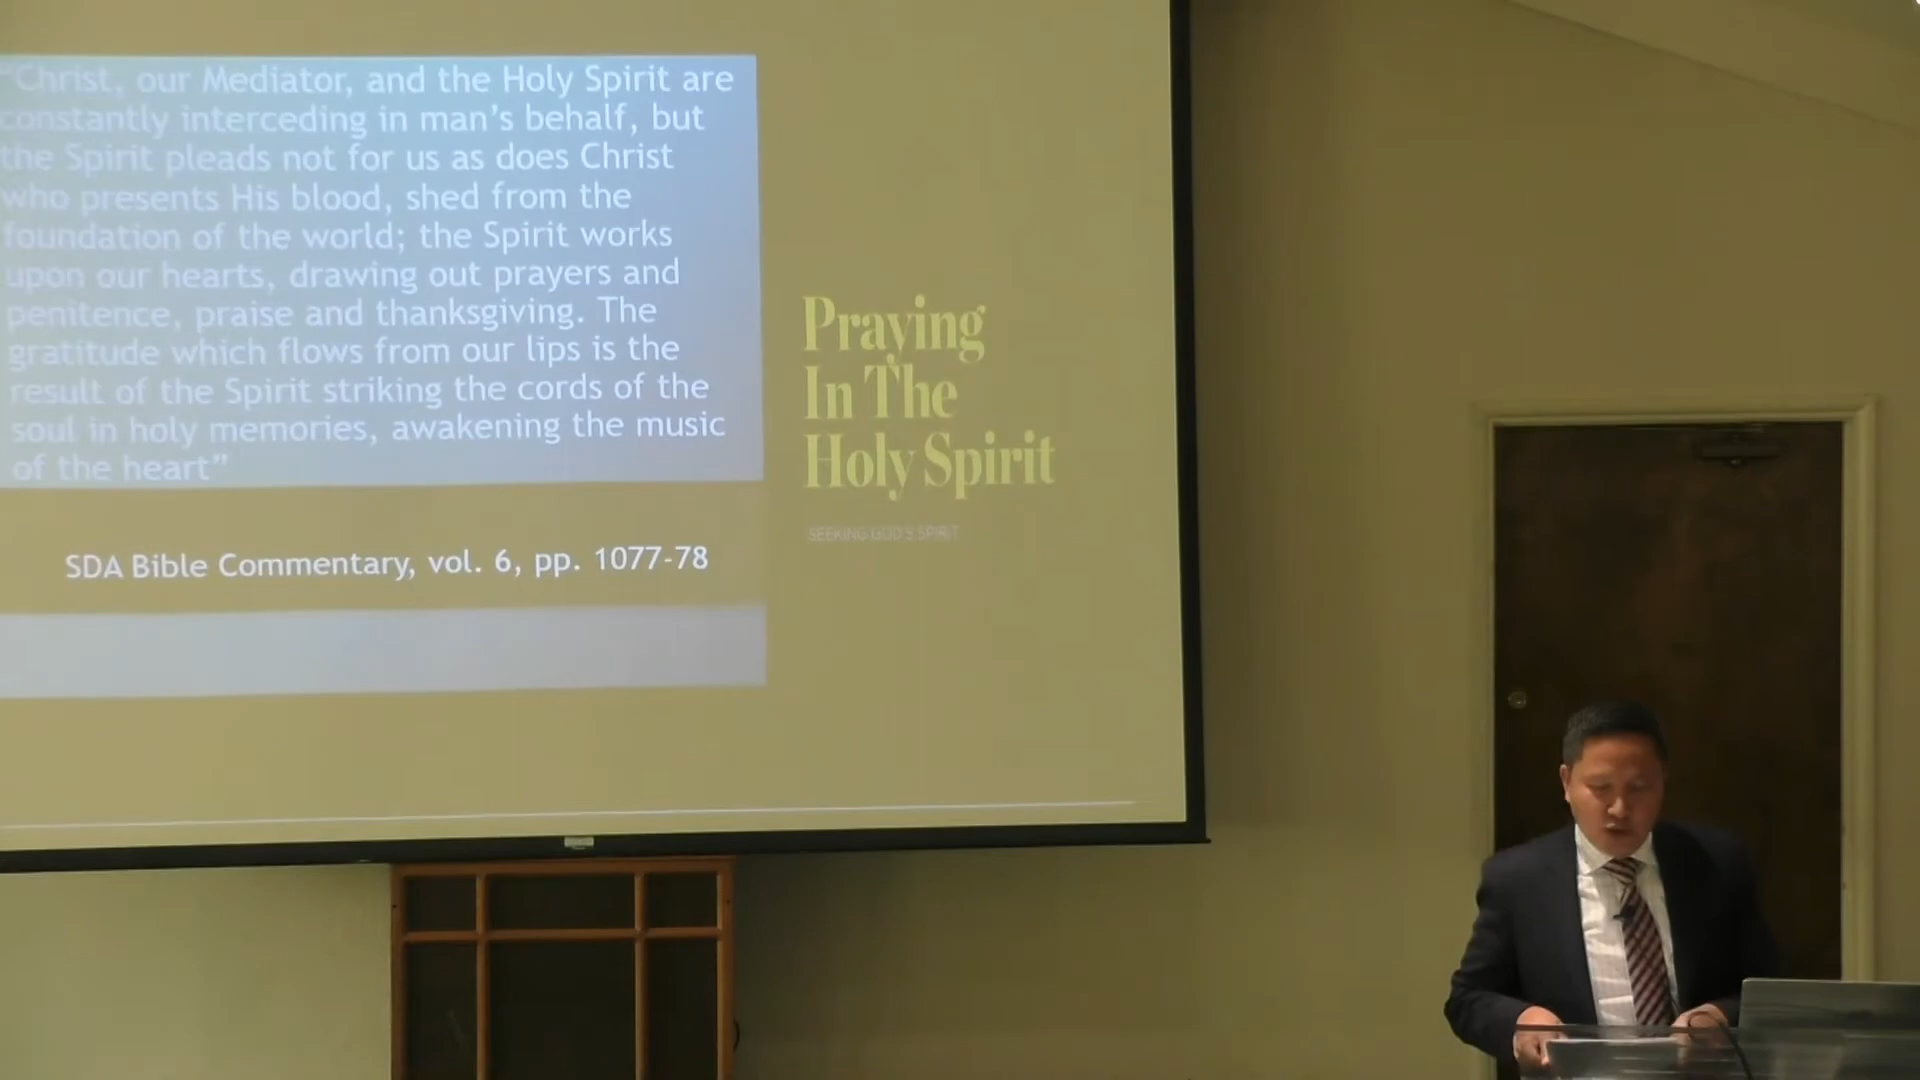 “Christ, our Mediator, and the Holy Spirit are
constantly interceding in man’s behalf, but
the Spirit pleads not for us as does Christ
who presents His blood, shed from the
foundation of the world; the Spirit works
upon our hearts, drawing out prayers and
penitence, praise and thanksgiving. The
gratitude which flows from our lips is the
result of the Spirit striking the cords of the
soul in holy memories, awakening the music
of the heart”
SDA Bible Commentary, vol. 6, pp. 1077-78
Praying
In The
Holy Spirit
SEEKING GOD'S SPIRIT